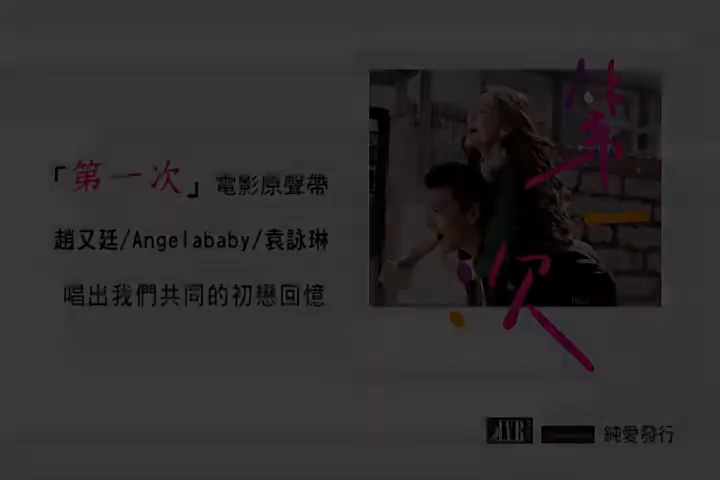 「第一次」電影原聲帶
趙又廷/Angelababy/袁詠琳
唱出我們共同的初戀回憶
第一次
JVR 純愛發行